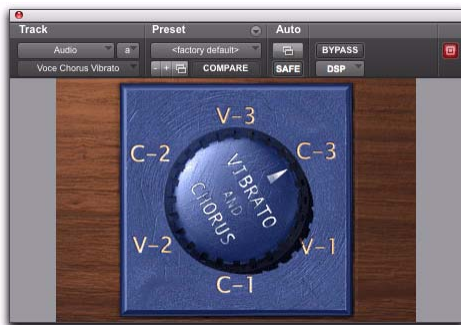 Track Preset Auto
Audio a <factory default> BYPASS
Voce Chorus Vibrato - + COMPARE SAFE DSP
V-3
C-2 C-3
VIBRATO
AND
CHORUS
V-2 V-1
C-1